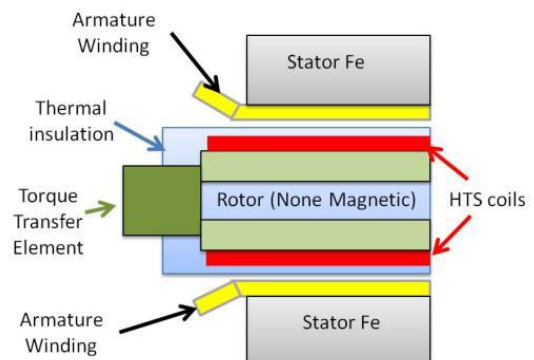 Armature
Winding
Stator Fe
Thermal
insulation
Rotor (None Magnetic)
HTS coils
Torque
Transfer
Element
Armature
Winding
Stator Fe